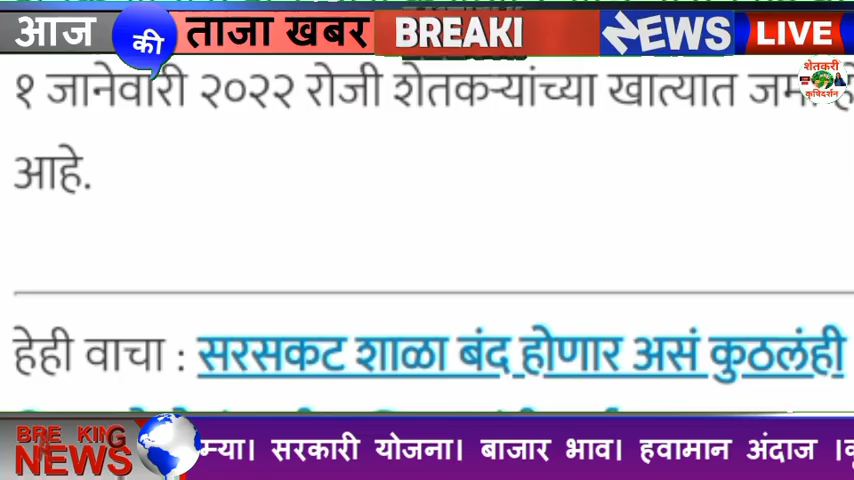 आज की ताजा खबर BREAKI NEWS LIVE
शेतकरी
कृषिदर्शन
१ जानेवारी २०२२ रोजी शेतकऱ्यांच्या खात्यात
आहे.
हेही वाचा : सरसकट शाळा बंद होणार असं कुठलंही
BRE KING
NEWS
म्या। सरकारी योजना। बाजार भाव। हवामान अंदाज ।